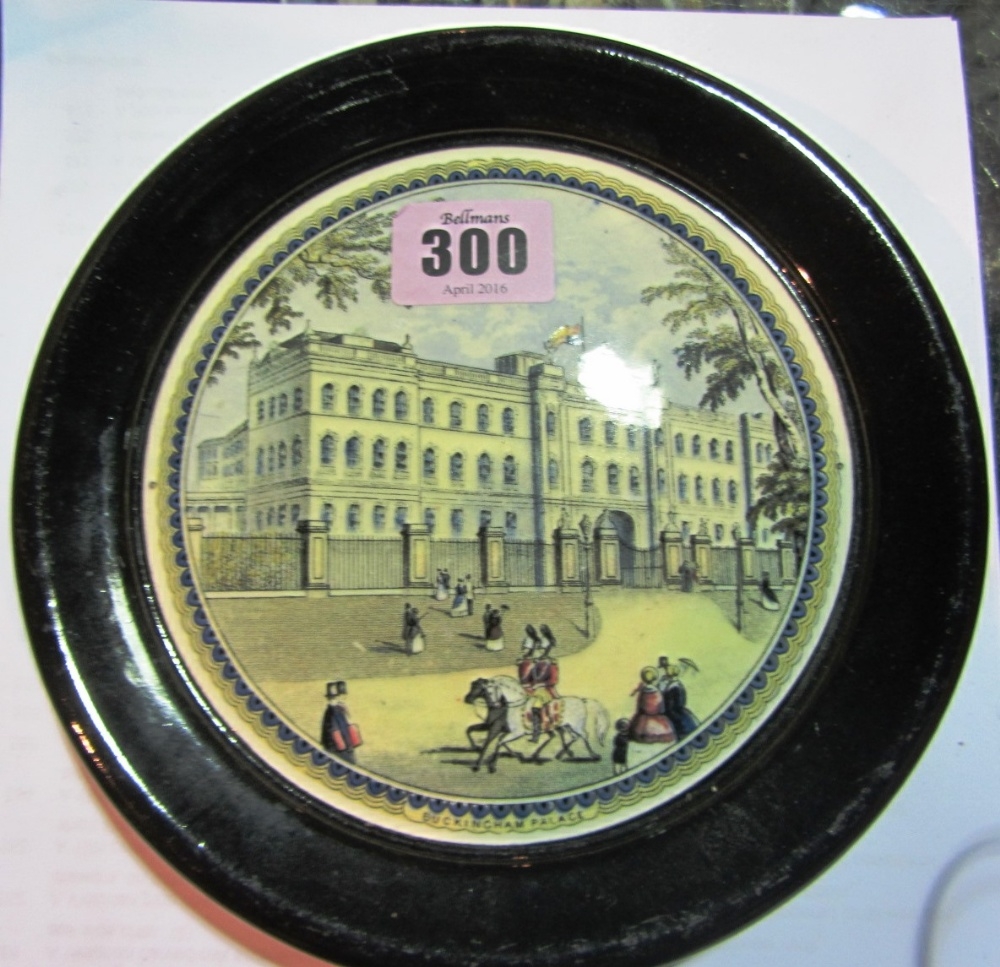 Bellmans
300
April 2016
BUCKINGHAM PALACE